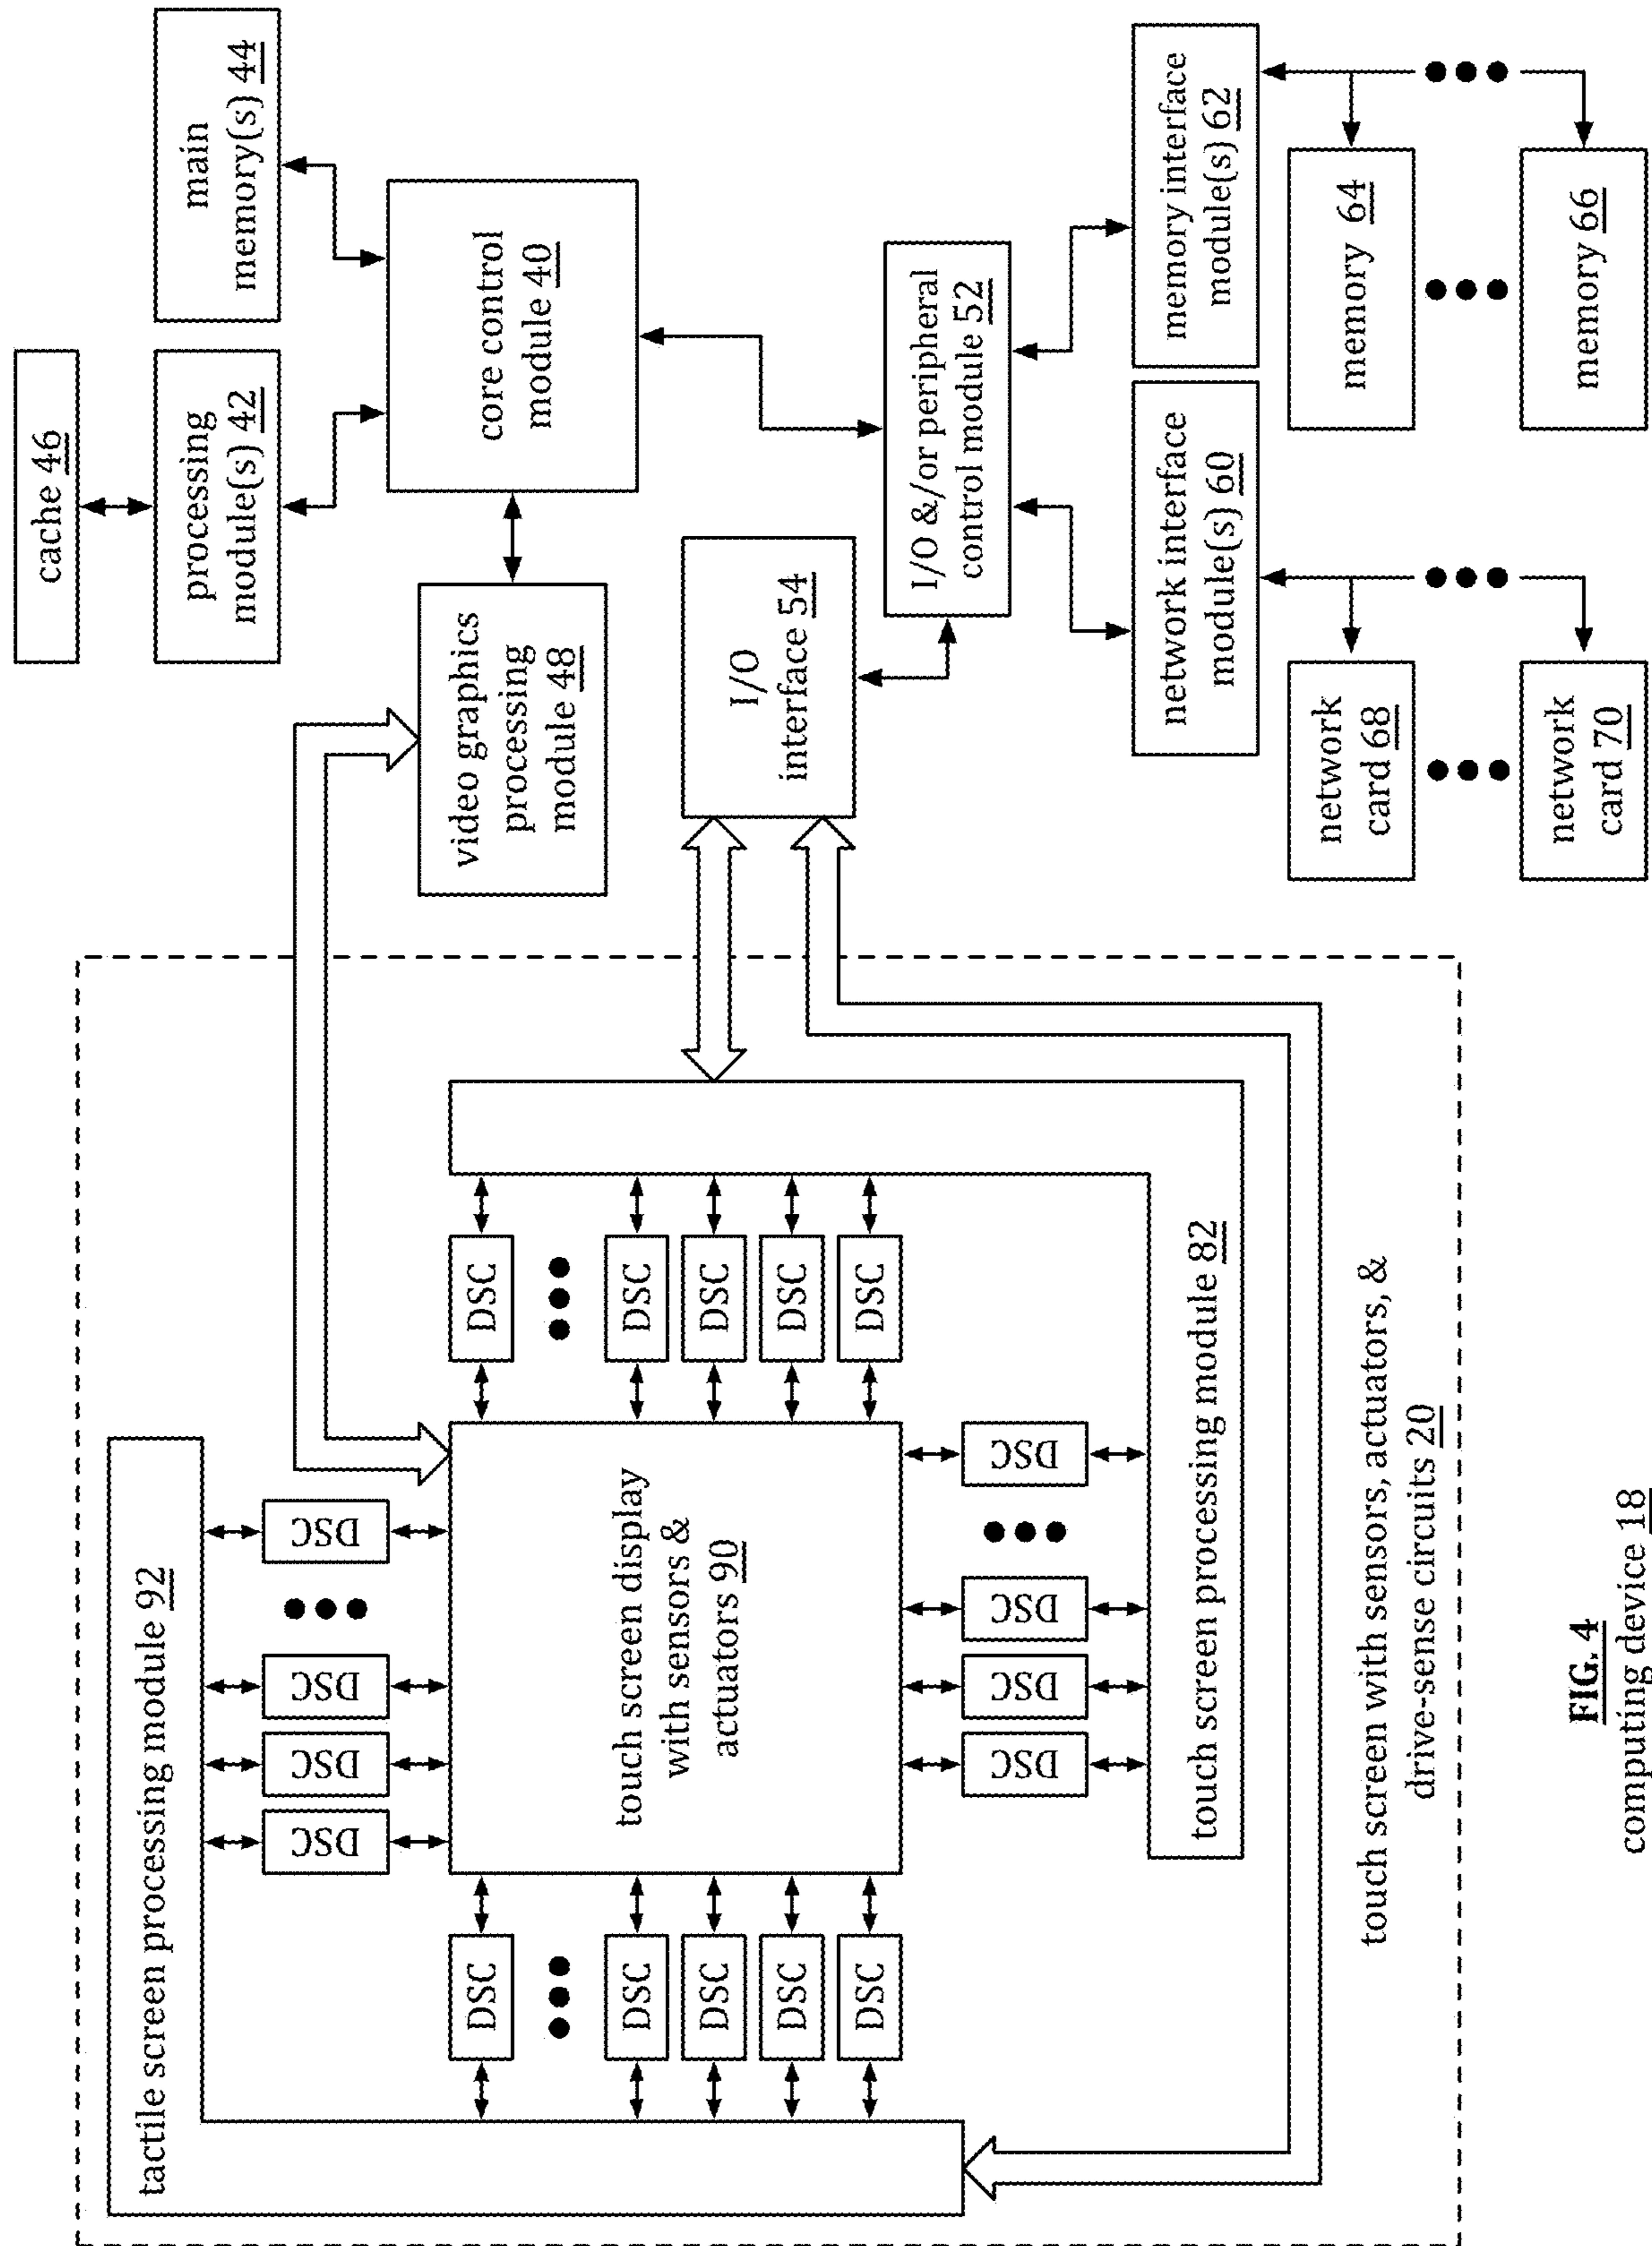 cache 46
processing
module(s) 42
main
memory(s) 44
core control
module 40
video graphics
processing
module 48
I/O
interface 54
I/O &/or peripheral
control module 52
network interface
module(s) 60
memory interface
module(s) 62
network
card 68
network
card 70
memory 64
memory 66
tactile screen processing module 92
DSC
DSC
DSC
DSC
DSC
DSC
DSC
DSC
DSC
touch screen display
with sensors &
actuators 90
DSC
DSC
DSC
DSC
DSC
DSC
DSC
DSC
DSC
touch screen processing module 82
touch screen with sensors, actuators, &
drive-sense circuits 20
FIG. 4
computing device 18